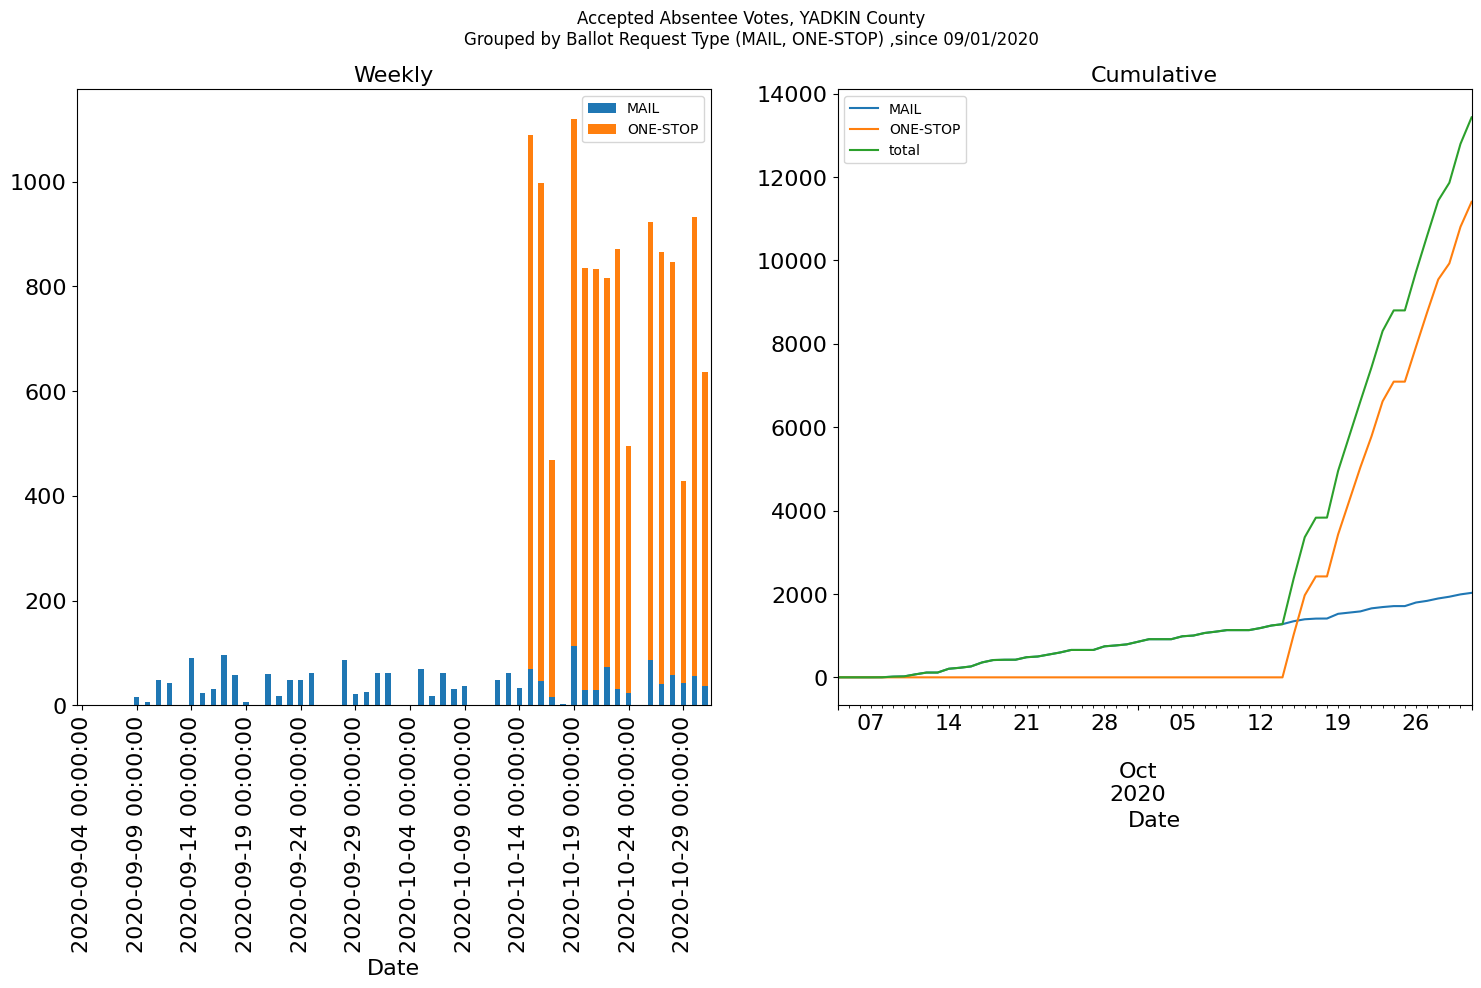 Accepted Absentee Votes, YADKIN County
Grouped by Ballot Request Type (MAIL, ONE-STOP) ,since 09/01/2020
Weekly
MAIL
ONE-STOP
1000
800
600
400
200
0
2020-09-04 00:00:00
2020-09-09 00:00:00
2020-09-14 00:00:00
2020-09-19 00:00:00
2020-09-24 00:00:00
2020-09-29 00:00:00
2020-10-04 00:00:00
2020-10-09 00:00:00
2020-10-14 00:00:00
2020-10-19 00:00:00
2020-10-24 00:00:00
2020-10-29 00:00:00
Date
Cumulative
MAIL
ONE-STOP
total
14000
12000
10000
8000
6000
4000
2000
0
07 14 21 28 05 12 19 26
Oct
2020
Date